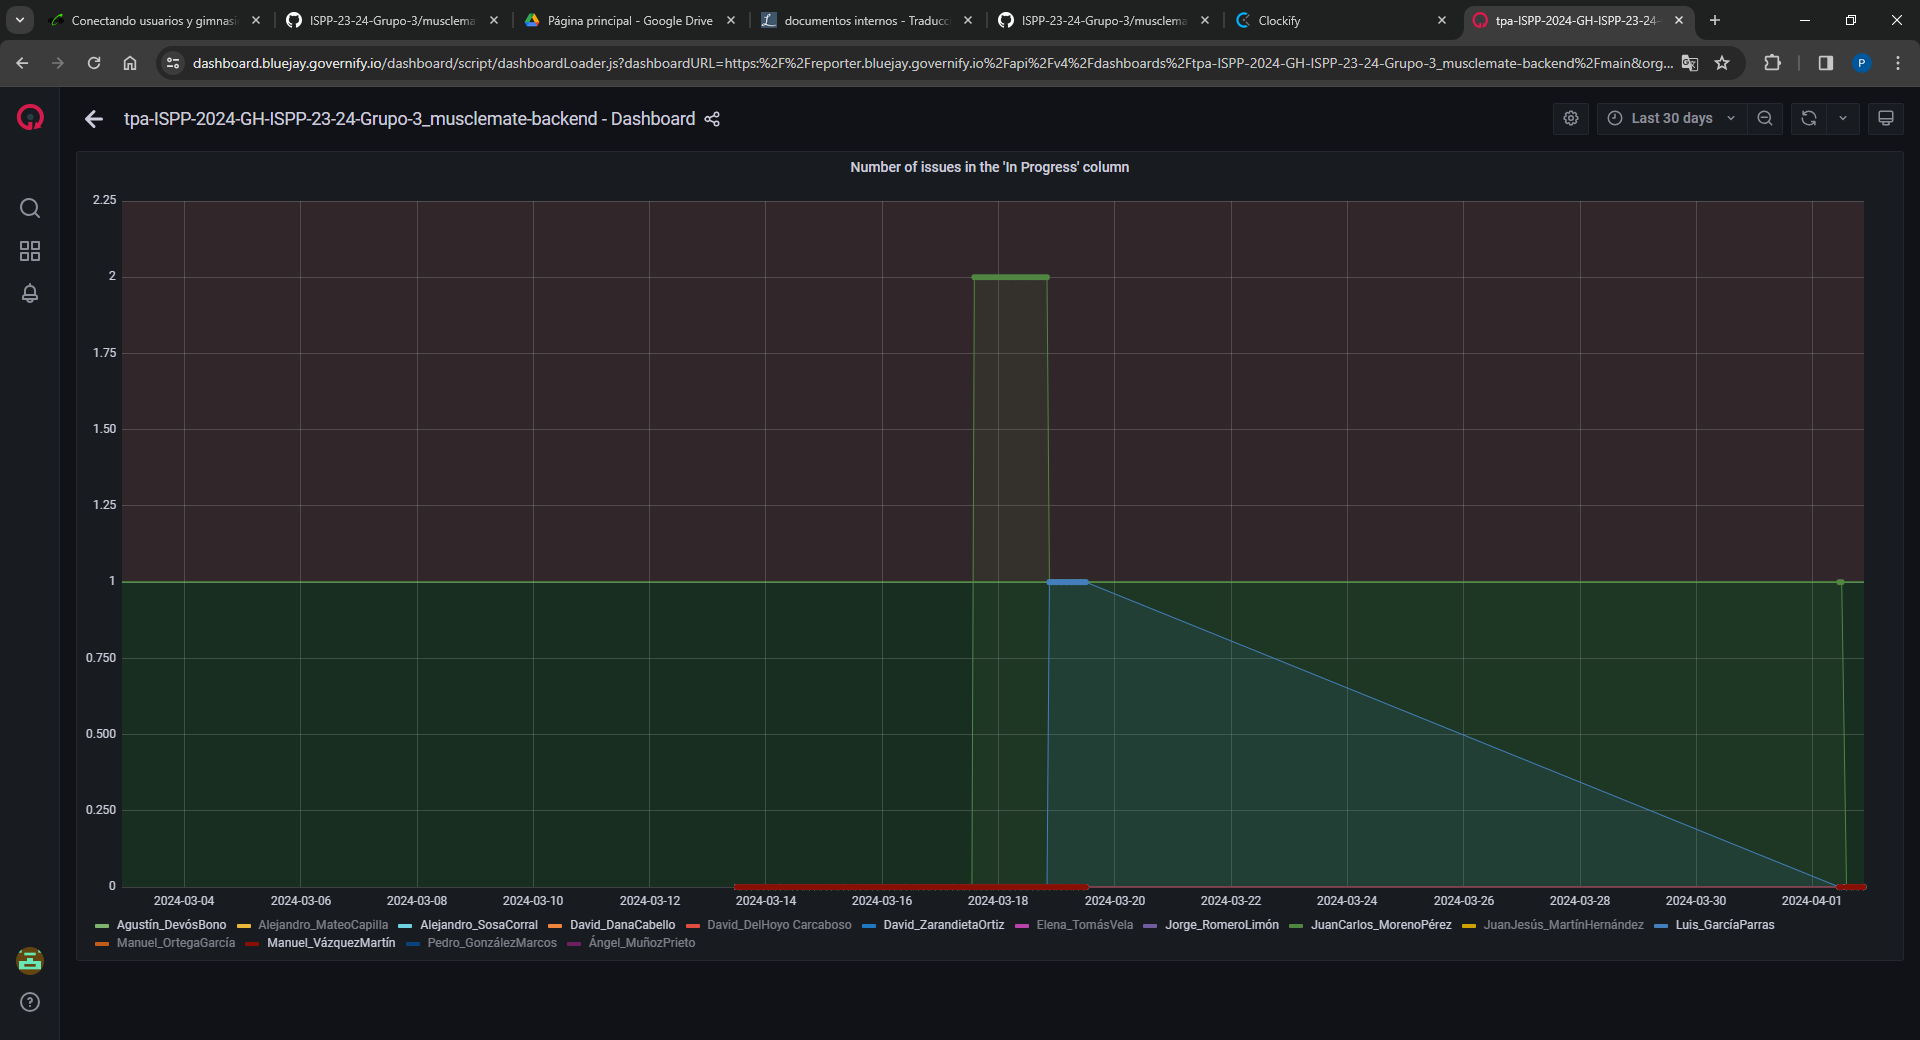 Conectando usuarios y gimnasi
ISPP-23-24-Grupo-3/musclema
Página principal - Google Drive
documentos internos - Traducc
ISPP-23-24-Grupo-3/musclema
Clockify
tpa-ISPP-2024-GH-ISPP-23-24-
dashboard.bluejay.governify.io/dashboard/script/dashboardLoader.js?dashboardURL=https:%2F%2Freporter.bluejay.governify.io%2Fapi%2Fv4%2Fdashboards%2Ftpa-ISPP-2024-GH-ISPP-23-24-Grupo-3_musclemate-backend%2Fmain&org...
P
tpa-ISPP-2024-GH-ISPP-23-24-Grupo-3_musclemate-backend - Dashboard
Last 30 days
Number of issues in the 'In Progress' column
2.25
2
1.75
1.50
1.25
1
0.750
0.500
0.250
0
2024-03-04 2024-03-06 2024-03-08 2024-03-10 2024-03-12 2024-03-14 2024-03-16 2024-03-18 2024-03-20 2024-03-22 2024-03-24 2024-03-26 2024-03-28 2024-03-30 2024-04-01
Agustín_DevósBono Alejandro_MateoCapilla Alejandro_SosaCorral David_DanaCabello David_DelHoyo Carcaboso David_ZarandietaOrtiz Elena_TomásVela Jorge_RomeroLimón JuanCarlos_MorenoPérez JuanJesús_MartínHernández Luis_GarcíaParras
Manuel_OrtegaGarcía Manuel_VázquezMartín Pedro_GonzálezMarcos Ángel_MuñozPrieto